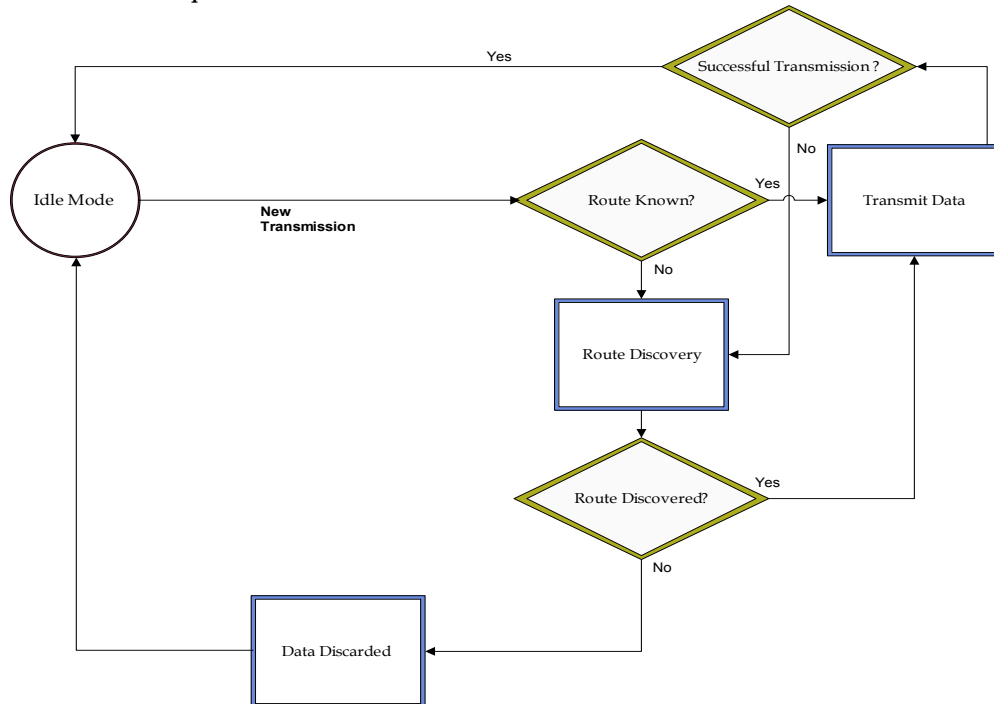 Yes
Successful Transmission ?
No
Idle Mode
New
Transmission
Route Known?
Yes
Transmit Data
No
Route Discovery
Route Discovered?
Yes
No
Data Discarded